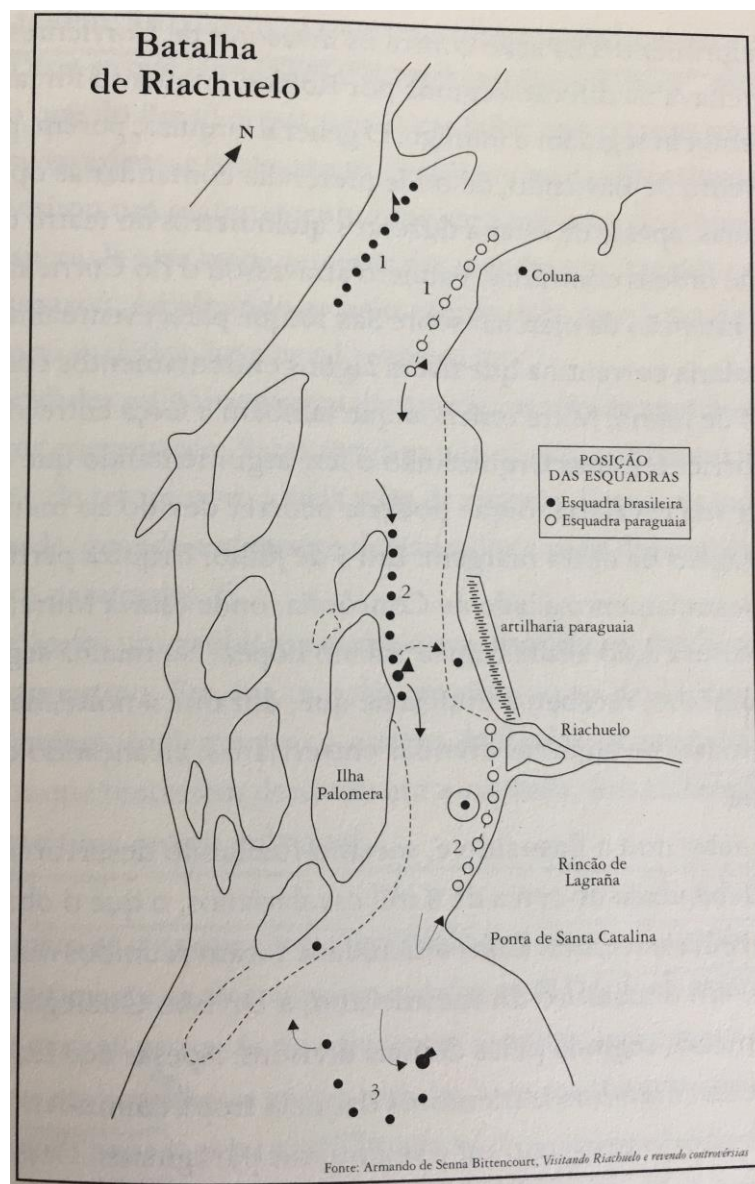 Batalha
de Riachuelo
N
1
1
Coluna
POSIÇÃO
DAS ESQUADRAS
Esquadra brasileira
Esquadra paraguaia
2
artilharia paraguaia
Riachuelo
Ilha
Palomera
2
Rincão de
Lagraña
Ponta de Santa Catalina
3
Fonte: Armando de Senna Bittencourt, Visitando Riachuelo e revendo controvérsias